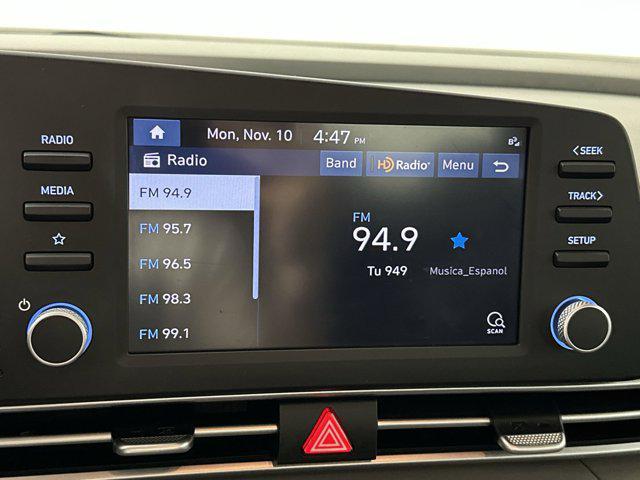 Mon, Nov. 10 4:47 PM
Radio Band HD Radio Menu
FM 94.9
FM 95.7
FM 96.5
FM 98.3
FM 99.1
FM
94.9
Tu 949 Musica_Espanol
SCAN
RADIO
MEDIA
<SEEK
TRACK>
SETUP